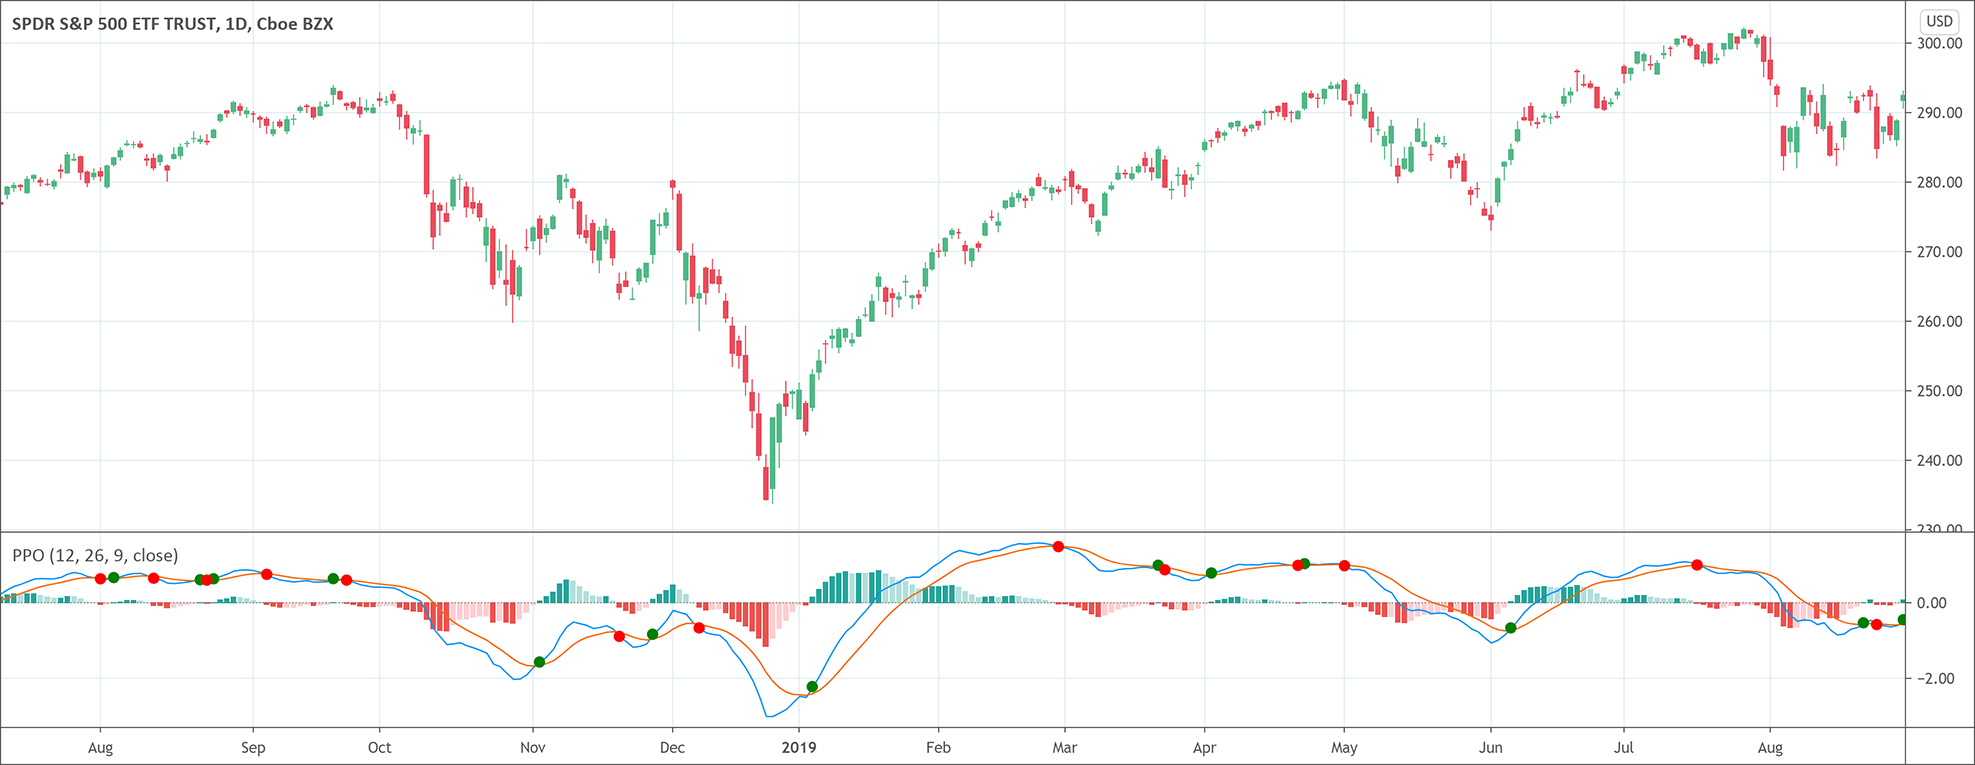 SPDR S&P 500 ETF TRUST, 1D, Cboe BZX
USD
300.00
290.00
280.00
270.00
260.00
250.00
240.00
230.00
PPO (12, 26, 9, close)
0.00
−2.00
Aug Sep Oct Nov Dec 2019 Feb Mar Apr May Jun Jul Aug